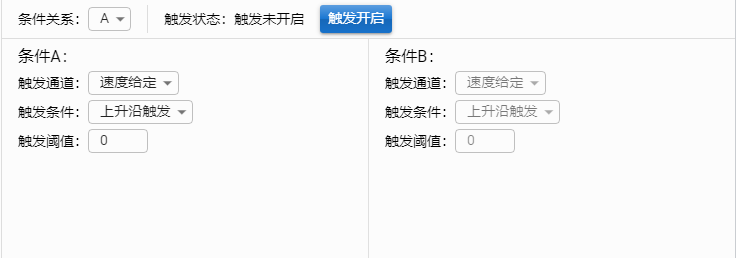 条件关系： A 触发状态：触发未开启 触发开启
条件A：
触发通道： 速度给定
触发条件： 上升沿触发
触发阈值： 0
条件B：
触发通道： 速度给定
触发条件： 上升沿触发
触发阈值： 0